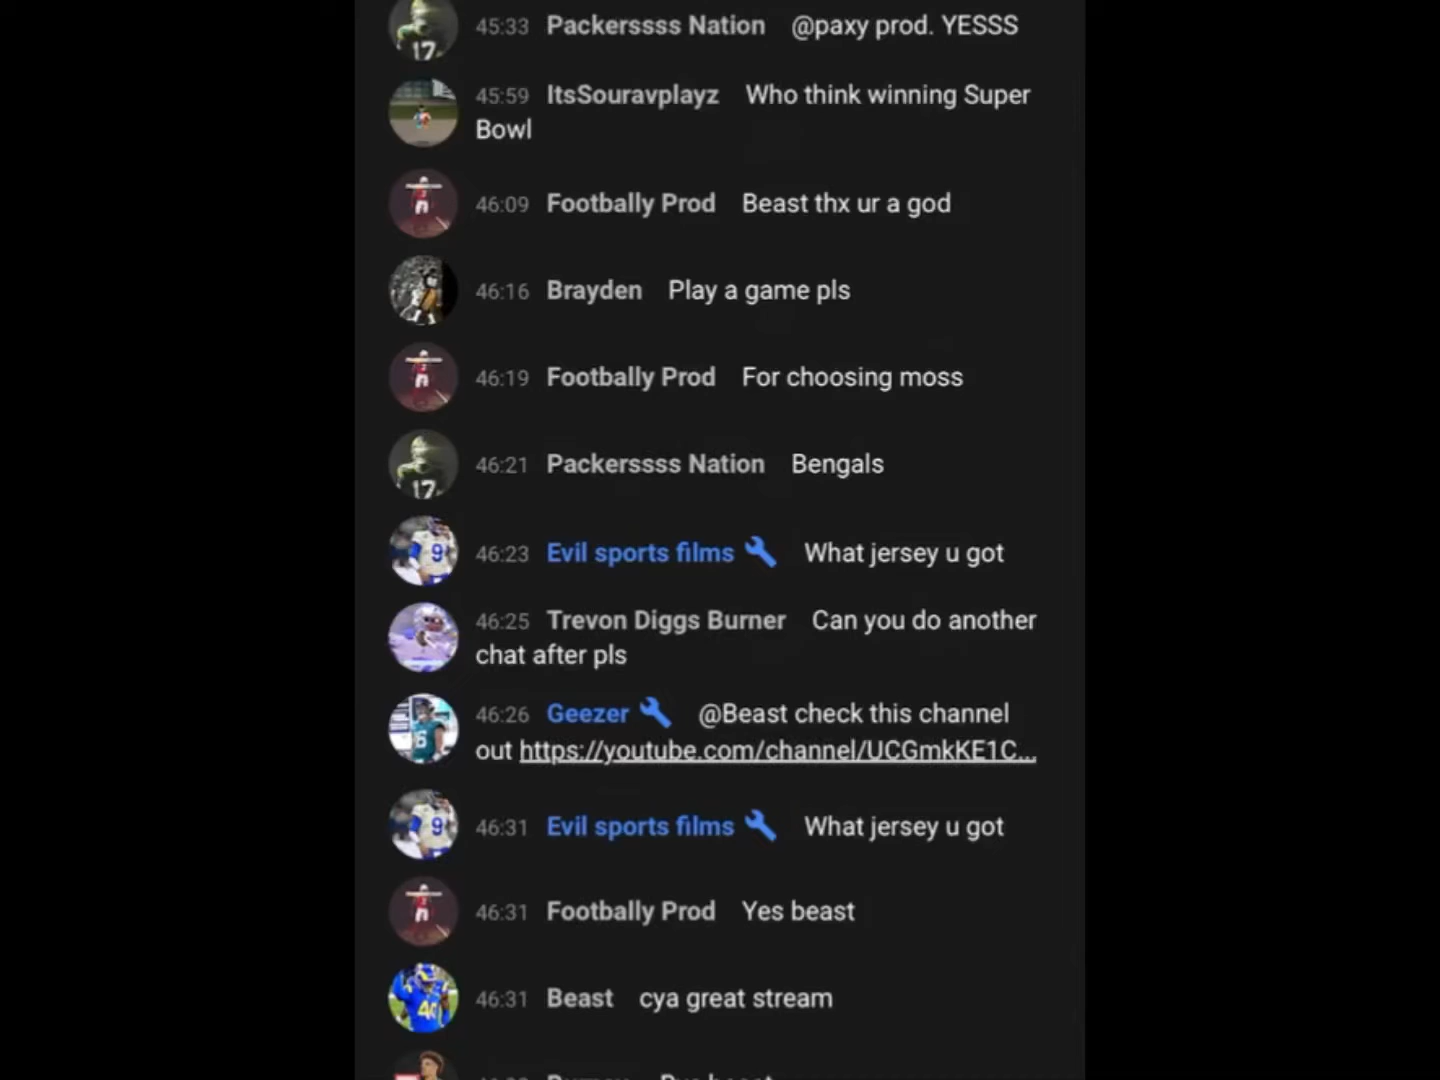 45:33 Packerssss Nation @paxy prod. YESSS
45:59 ItsSouravplayz Who think winning Super
Bowl
46:09 Footbally Prod Beast thx ur a god
46:16 Brayden Play a game pls
46:19 Footbally Prod For choosing moss
46:21 Packerssss Nation Bengals
46:23 Evil sports films What jersey u got
46:25 Trevon Diggs Burner Can you do another
chat after pls
46:26 Geezer @Beast check this channel
out https://youtube.com/channel/UCGmkKE1C...
46:31 Evil sports films What jersey u got
46:31 Footbally Prod Yes beast
46:31 Beast cya great stream